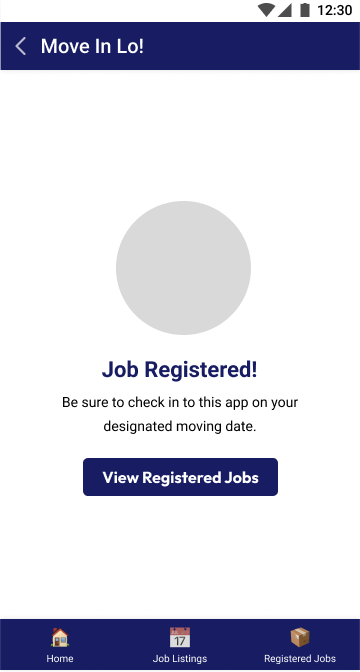 12:30
Move In Lo!
Job Registered!
Be sure to check in to this app on your
designated moving date.
View Registered Jobs
17
Home
Job Listings
Registered Jobs